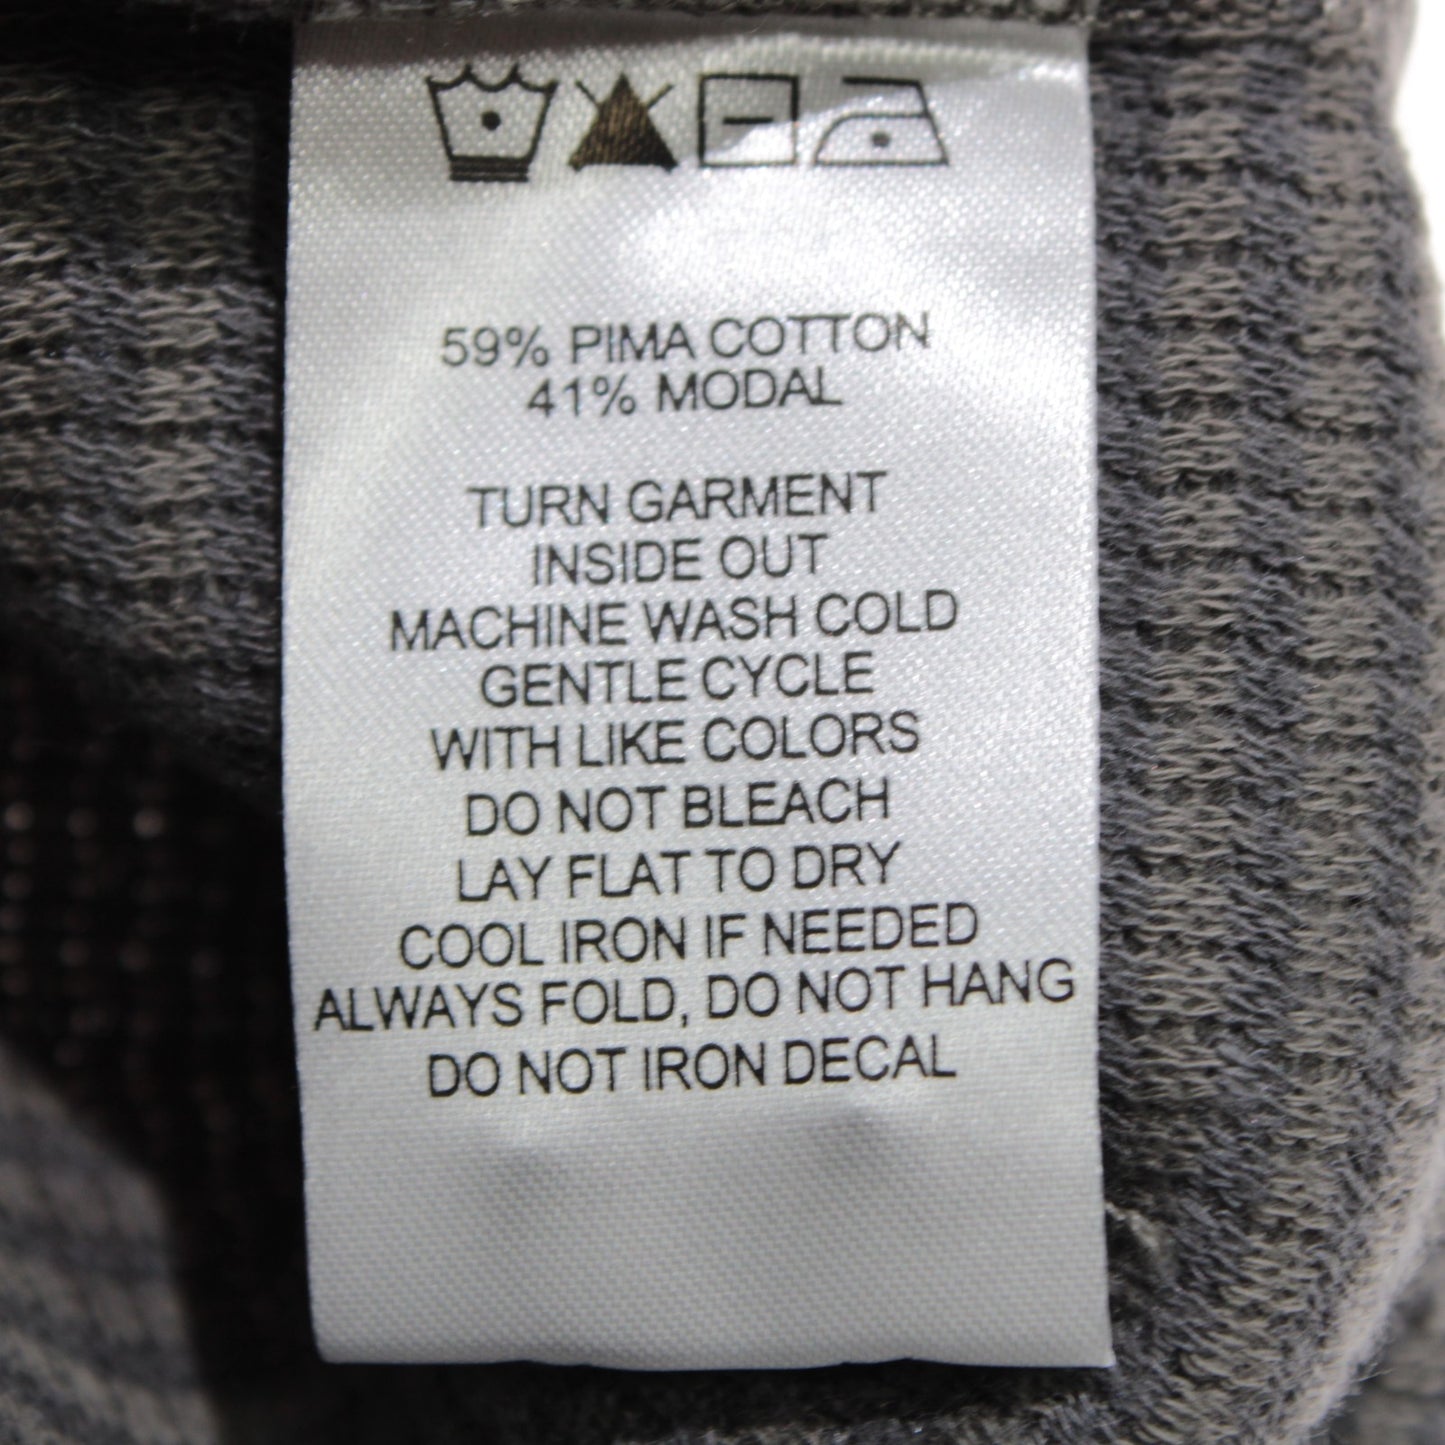 59% PIMA COTTON
41% MODAL
TURN GARMENT
INSIDE OUT
MACHINE WASH COLD
GENTLE CYCLE
WITH LIKE COLORS
DO NOT BLEACH
LAY FLAT TO DRY
COOL IRON IF NEEDED
ALWAYS FOLD, DO NOT HANG
DO NOT IRON DECAL